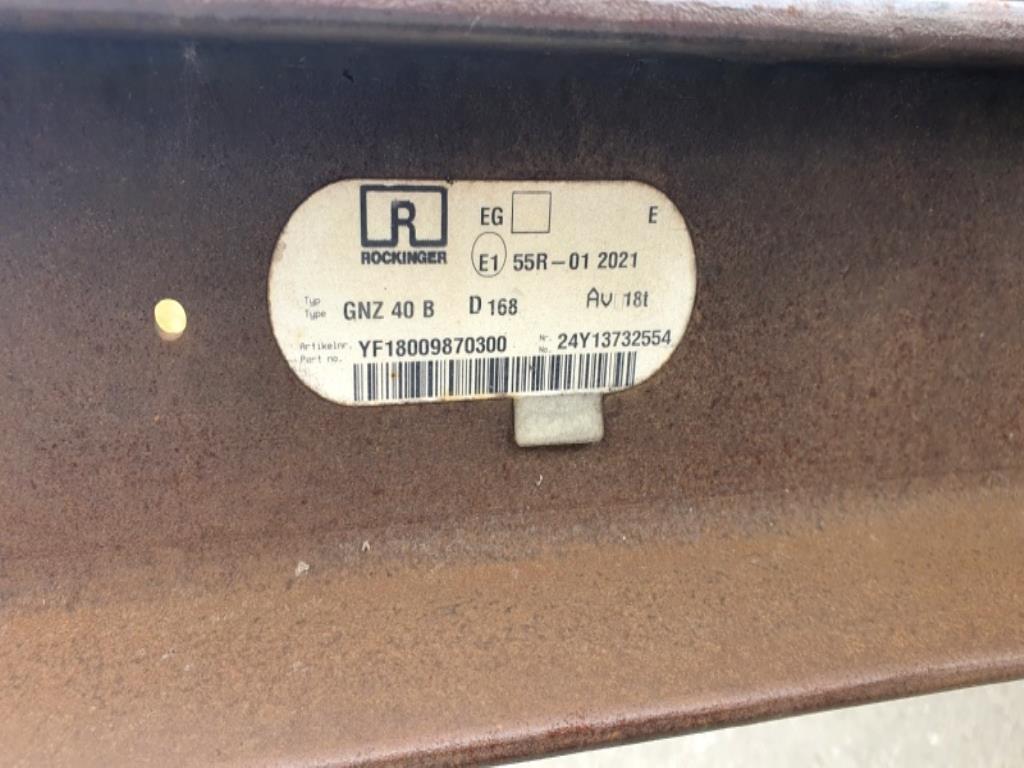 R
ROCKINGER
EG E
E1 55R-01 2021
Typ
Type GNZ 40 B D 168 Av 18t
Artikelnr.
Part no. YF18009870300
Nr.
No. 24Y13732554